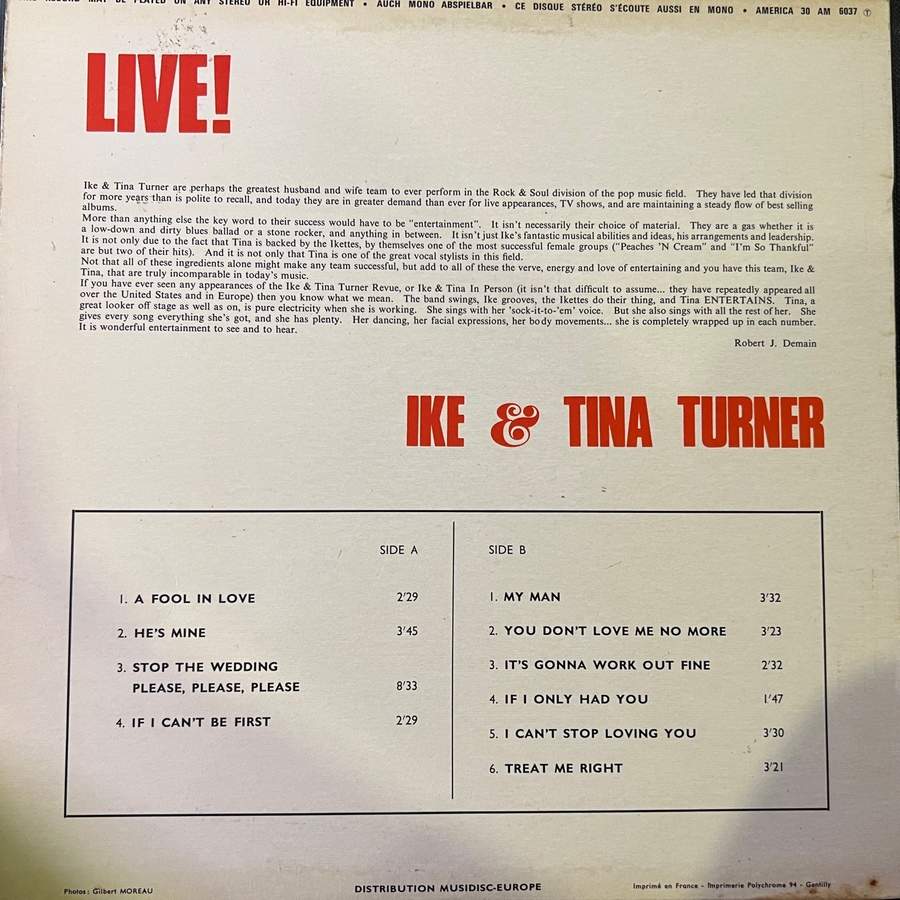 RECORD MAY BE PLAYED ON ANY STEREO OR HI-FI EQUIPMENT • AUCH MONO ABSPIELBAR • CE DISQUE STÉRÉO S'ÉCOUTE AUSSI EN MONO • AMERICA 30 AM 6037 Ⓣ
LIVE!
Ike & Tina Turner are perhaps the greatest husband and wife team to ever perform in the Rock & Soul division of the pop music field. They have led that division
for more years than is polite to recall, and today they are in greater demand than ever for live appearances, TV shows, and are maintaining a steady flow of best selling
albums.
More than anything else the key word to their success would have to be "entertainment". It isn't necessarily their choice of material. They are a gas whether it is
a low-down and dirty blues ballad or a stone rocker, and anything in between. It isn't just Ike's fantastic musical abilities and ideas, his arrangements and leadership.
It is not only due to the fact that Tina is backed by the Ikettes, by themselves one of the most successful female groups ("Peaches 'N Cream" and "I'm So Thankful"
are but two of their hits). And it is not only that Tina is one of the great vocal stylists in this field.
Not that all of these ingredients alone might make any team successful, but add to all of these the verve, energy and love of entertaining and you have this team, Ike &
Tina, that are truly incomparable in today's music.
If you have ever seen any appearances of the Ike & Tina Turner Revue, or Ike & Tina In Person (it isn't that difficult to assume... they have repeatedly appeared all
over the United States and in Europe) then you know what we mean. The band swings, Ike grooves, the Ikettes do their thing, and Tina ENTERTAINS. Tina, a
great looker off stage as well as on, is pure electricity when she is working. She sings with her 'sock-it-to-'em' voice. But she also sings with all the rest of her. She
gives every song everything she's got, and she has plenty. Her dancing, her facial expressions, her body movements... she is completely wrapped up in each number.
It is wonderful entertainment to see and to hear.
Robert J. Demain
IKE & TINA TURNER
SIDE A
1. A FOOL IN LOVE 2'29
2. HE'S MINE 3'45
3. STOP THE WEDDING
PLEASE, PLEASE, PLEASE 8'33
4. IF I CAN'T BE FIRST 2'29
SIDE B
1. MY MAN 3'32
2. YOU DON'T LOVE ME NO MORE 3'23
3. IT'S GONNA WORK OUT FINE 2'32
4. IF I ONLY HAD YOU 1'47
5. I CAN'T STOP LOVING YOU 3'30
6. TREAT ME RIGHT 3'21
Photos : Gilbert MOREAU
DISTRIBUTION MUSIDISC-EUROPE
Imprimé en France - Imprimerie Polychrome 94 - Gentilly